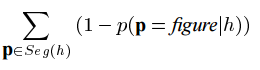 ∑ (1 − p(𝐩 = figure|h))
𝐩∈Seg(h)